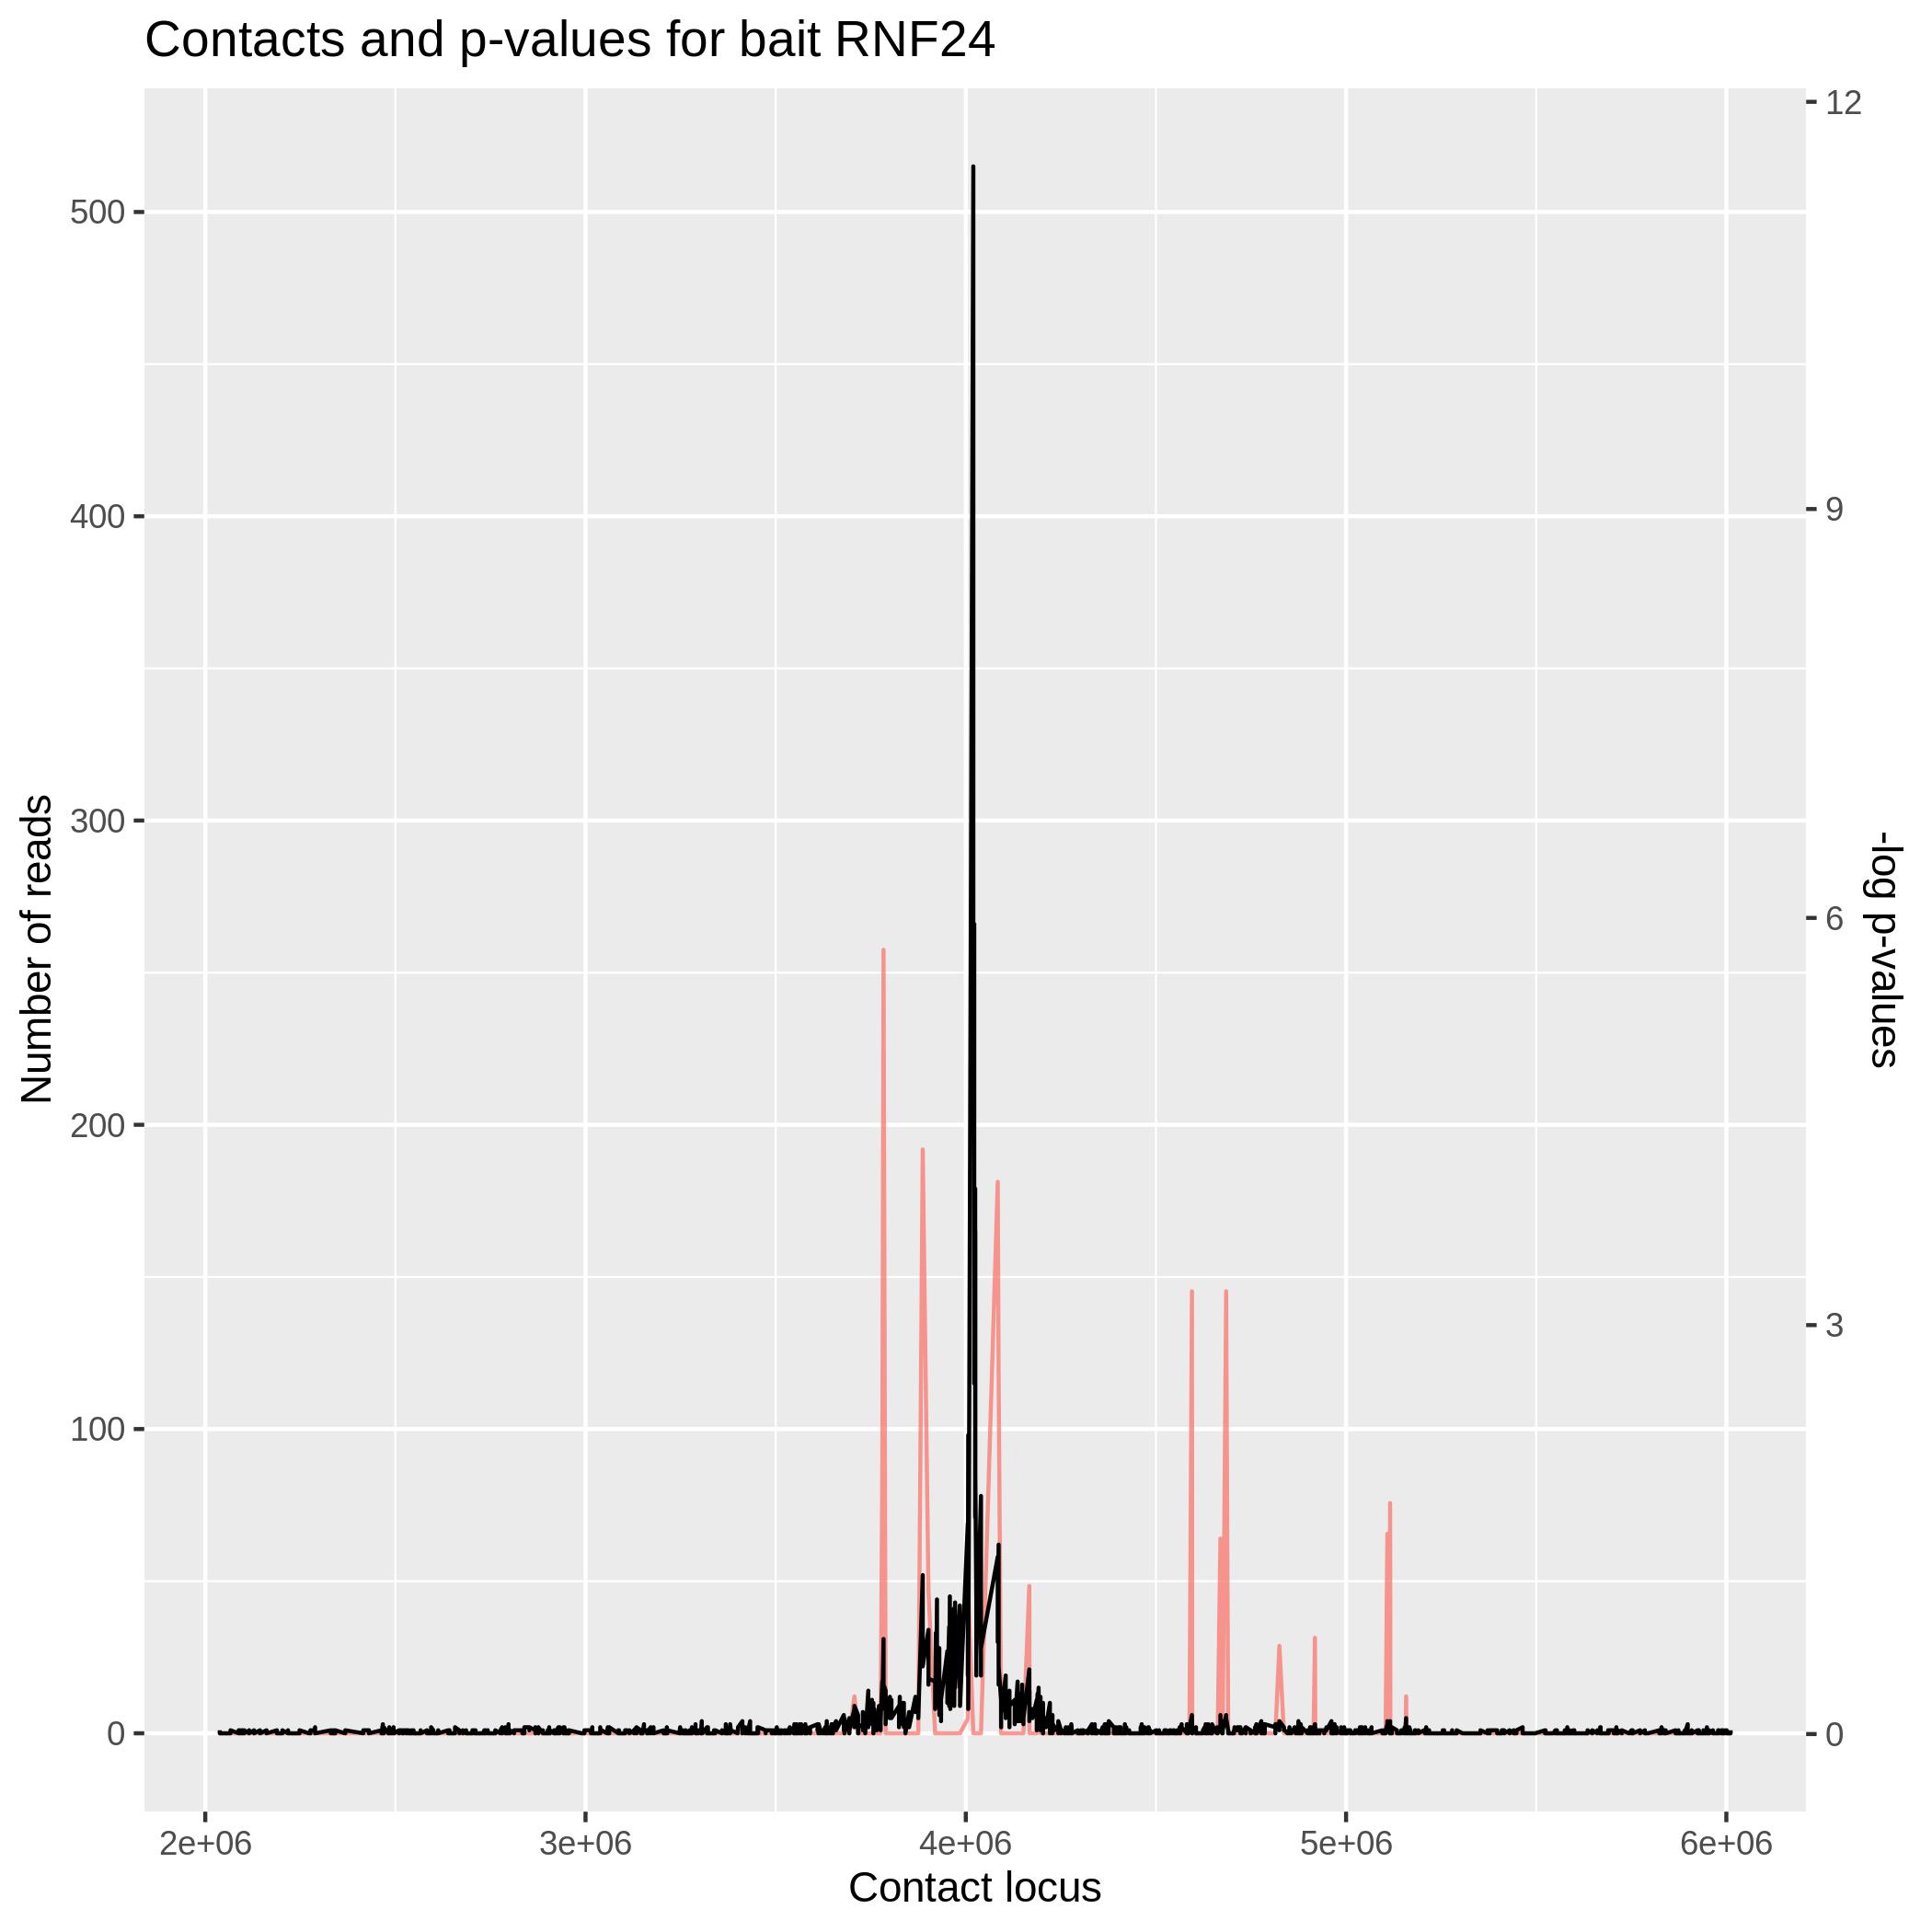 Contacts and p-values for bait RNF24
Number of reads
500
400
300
200
100
0
12
9
6
3
0
-log p-values
2e+06 3e+06 4e+06 5e+06 6e+06
Contact locus